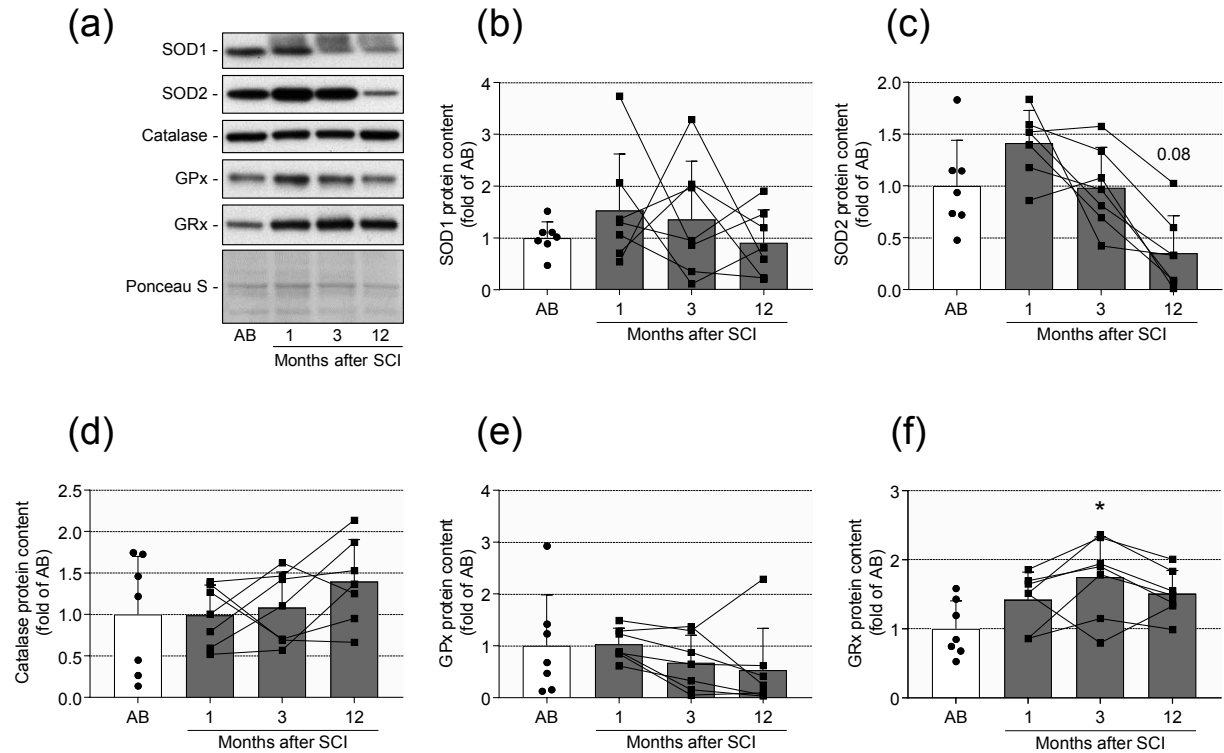 (a)
SOD1 -
SOD2 -
Catalase -
GPx -
GRx -
Ponceau S -
AB 1 3 12
Months after SCI
(b)
SOD1 protein content
(fold of AB)
4
3
2
1
0
AB 1 3 12
Months after SCI
(c)
SOD2 protein content
(fold of AB)
2.0
1.5
1.0
0.5
0.0
0.08
AB 1 3 12
Months after SCI
(d)
Catalase protein content
(fold of AB)
2.5
2.0
1.5
1.0
0.5
0.0
AB 1 3 12
Months after SCI
(e)
GPx protein content
(fold of AB)
4
3
2
1
0
AB 1 3 12
Months after SCI
(f)
GRx protein content
(fold of AB)
3
2
1
0
*
AB 1 3 12
Months after SCI